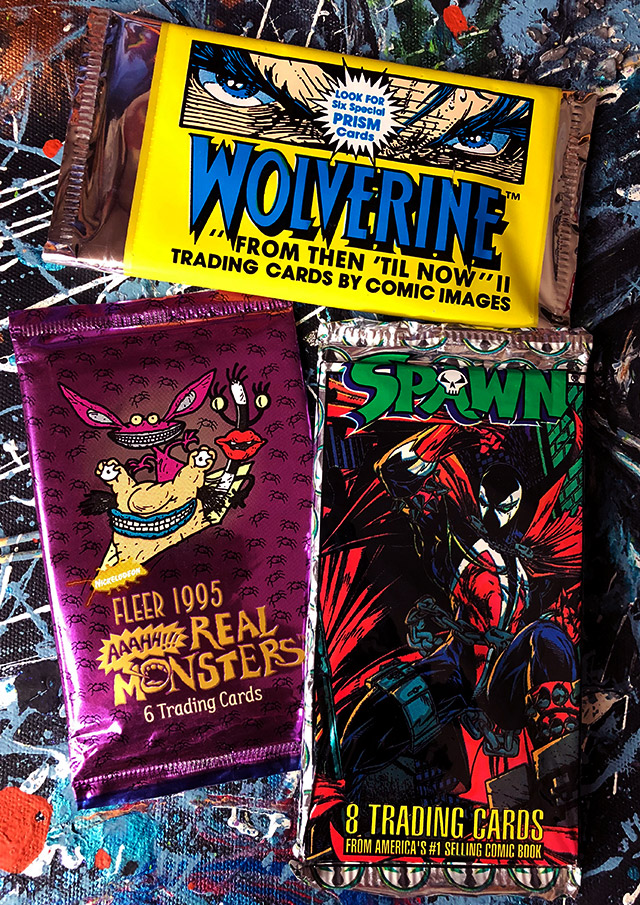 LOOK FOR
Six Special
PRISM
Cards
WOLVERINE™
"FROM THEN 'TIL NOW" II
TRADING CARDS BY COMIC IMAGES
NICKELODEON
FLEER 1995
AAAHH!!! REAL
MONSTERS
6 Trading Cards
SPAWN
8 TRADING CARDS
FROM AMERICA'S #1 SELLING COMIC BOOK